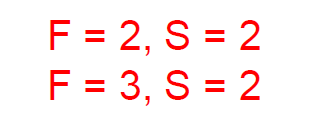 F = 2, S = 2
F = 3, S = 2